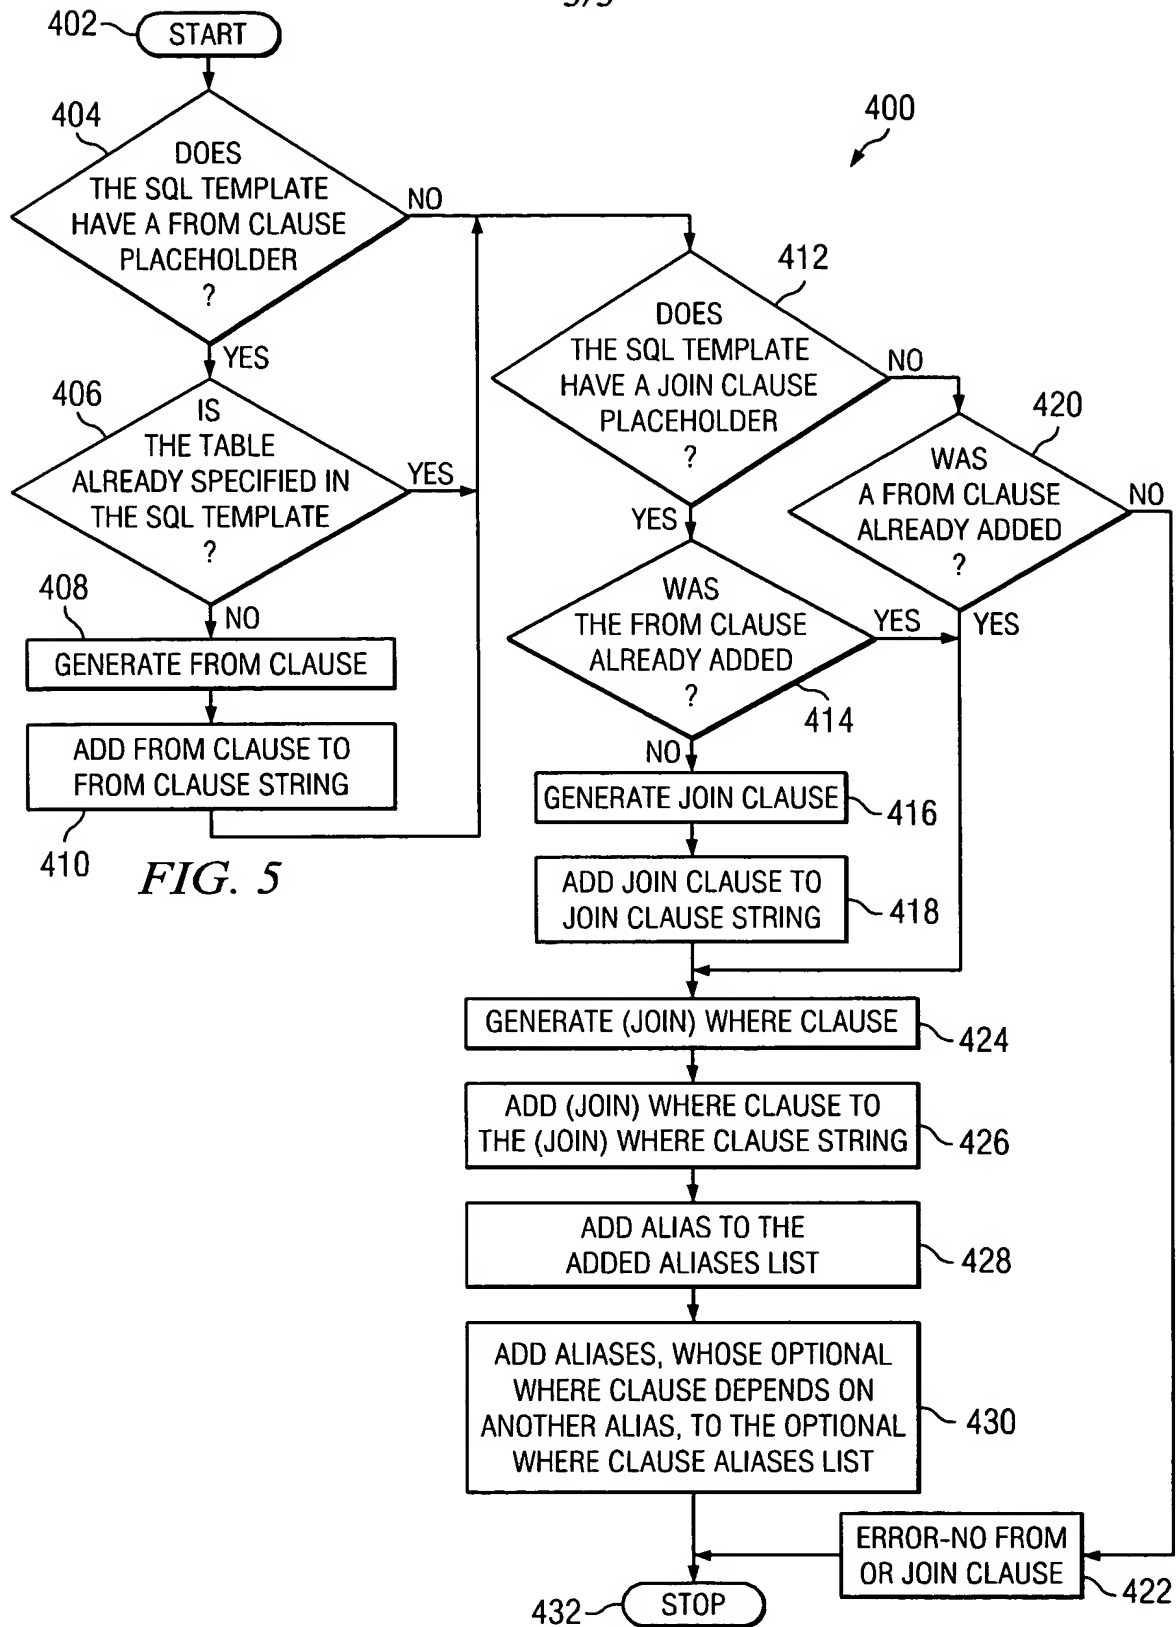 5/5
402
START
400
404
DOES
THE SQL TEMPLATE
HAVE A FROM CLAUSE
PLACEHOLDER
?
NO
YES
406
IS
THE TABLE
ALREADY SPECIFIED IN
THE SQL TEMPLATE
?
YES
NO
408
GENERATE FROM CLAUSE
ADD FROM CLAUSE TO
FROM CLAUSE STRING
410
FIG. 5
412
DOES
THE SQL TEMPLATE
HAVE A JOIN CLAUSE
PLACEHOLDER
?
NO
YES
420
WAS
A FROM CLAUSE
ALREADY ADDED
?
NO
YES
WAS
THE FROM CLAUSE
ALREADY ADDED
?
YES
414
NO
GENERATE JOIN CLAUSE
416
ADD JOIN CLAUSE TO
JOIN CLAUSE STRING
418
GENERATE (JOIN) WHERE CLAUSE
424
ADD (JOIN) WHERE CLAUSE TO
THE (JOIN) WHERE CLAUSE STRING
426
ADD ALIAS TO THE
ADDED ALIASES LIST
428
ADD ALIASES, WHOSE OPTIONAL
WHERE CLAUSE DEPENDS ON
ANOTHER ALIAS, TO THE OPTIONAL
WHERE CLAUSE ALIASES LIST
430
ERROR-NO FROM
OR JOIN CLAUSE
422
432
STOP